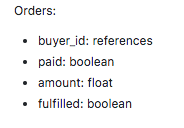 Orders:
• buyer_id: references
• paid: boolean
• amount: float
• fulfilled: boolean